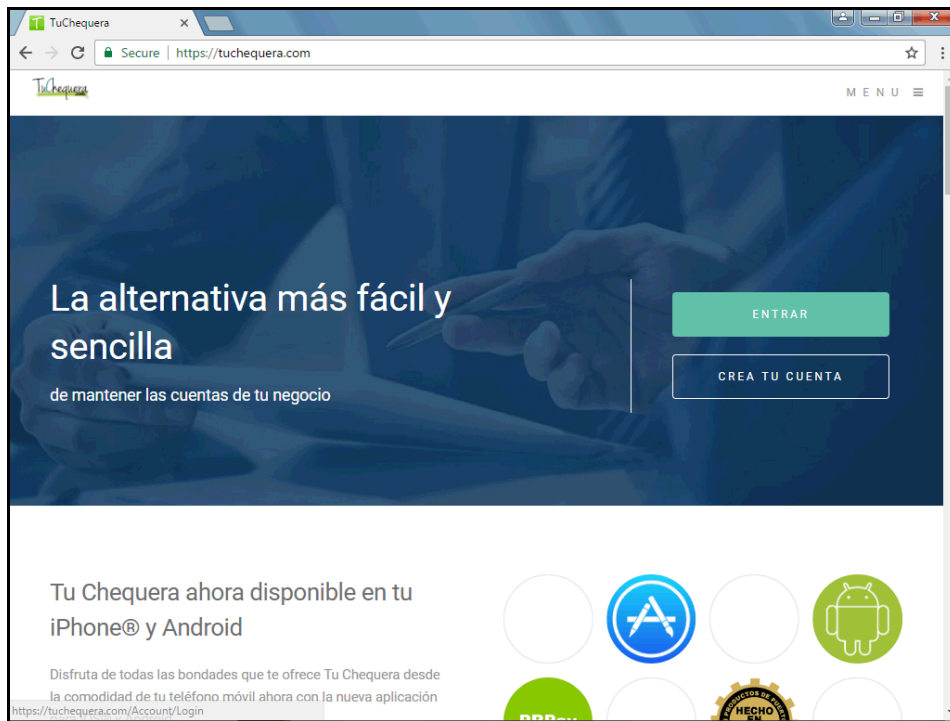 TuChequera
Secure
https://tuchequera.com
TuChequera
MENU
La alternativa más fácil y
sencilla
de mantener las cuentas de tu negocio
ENTRAR
CREA TU CUENTA
Tu Chequera ahora disponible en tu
iPhone® y Android
Disfruta de todas las bondades que te ofrece Tu Chequera desde
la comodidad de tu teléfono móvil ahora con la nueva aplicación
https://tuchequera.com/Account/Login
PRODUCTOS DE
HECHO
EN